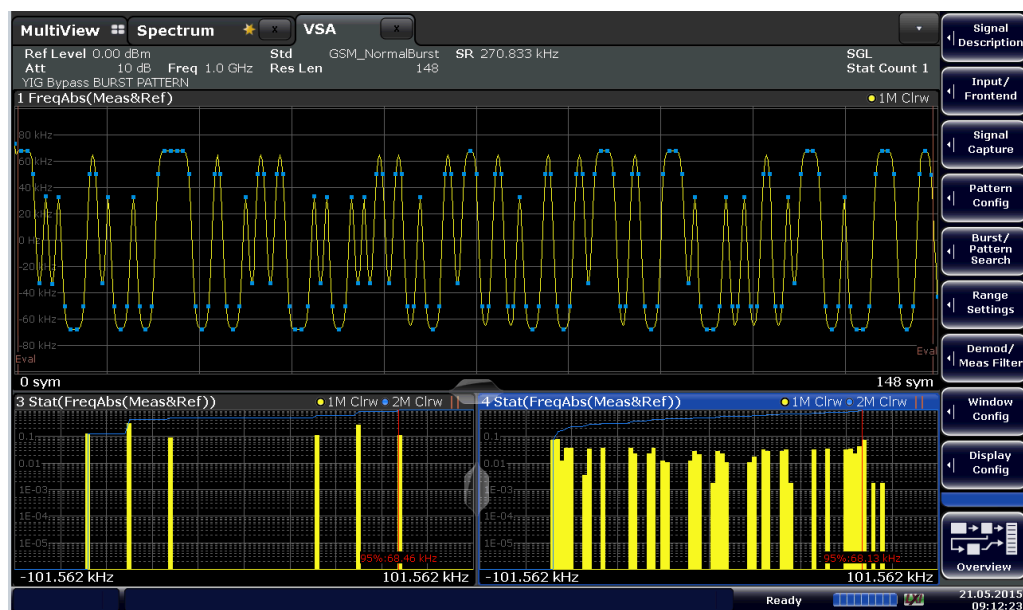 MultiView Spectrum x VSA x
Ref Level 0.00 dBm Std GSM_NormalBurst SR 270.833 kHz SGL
Att 10 dB Freq 1.0 GHz Res Len 148 Stat Count 1
YIG Bypass BURST PATTERN
1 FreqAbs(Meas&Ref) 1M Clrw
80 kHz
60 kHz
40 kHz
20 kHz
0 Hz
-20 kHz
-40 kHz
-60 kHz
-80 kHz
Eval Eval
0 sym 148 sym
3 Stat(FreqAbs(Meas&Ref)) 1M Clrw 2M Clrw
0.1
0.01
1E-03
1E-04
1E-05
95%:68.46 kHz
-101.562 kHz 101.562 kHz
4 Stat(FreqAbs(Meas&Ref)) 1M Clrw 2M Clrw
0.1
0.01
1E-03
1E-04
1E-05
95%:68.13 kHz
-101.562 kHz 101.562 kHz
Signal
Description
Input/
Frontend
Signal
Capture
Pattern
Config
Burst/
Pattern
Search
Range
Settings
Demod/
Meas Filter
Window
Config
Display
Config
Overview
Ready 21.05.2015
09:12:23